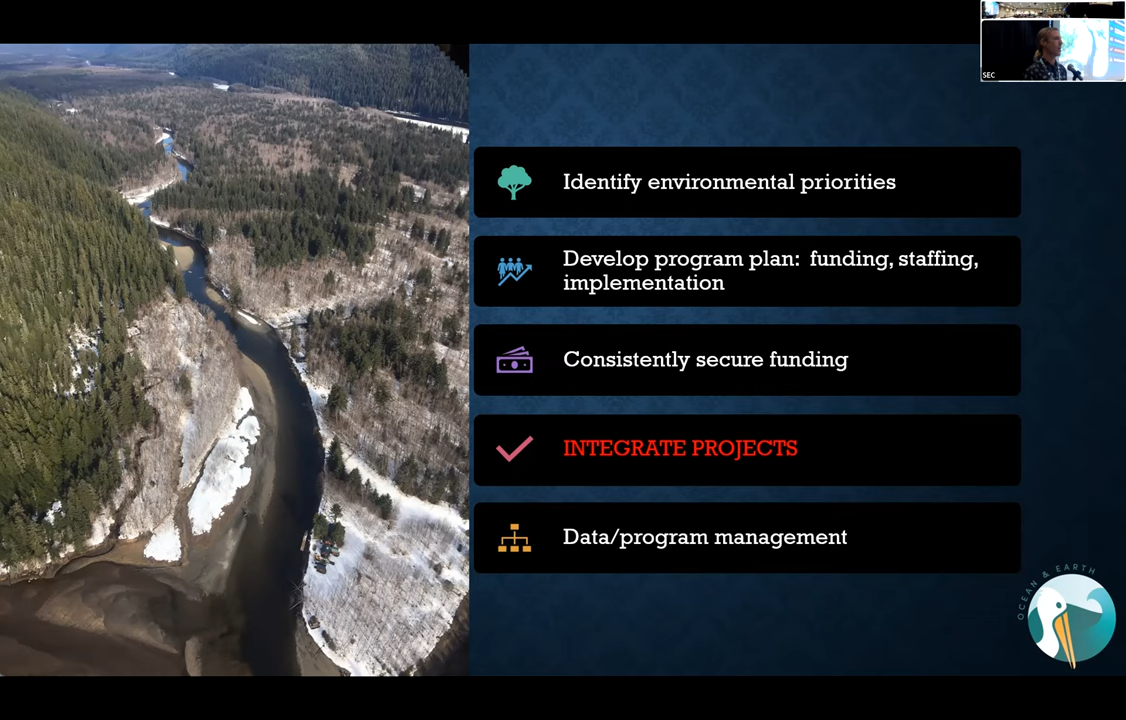 SEC
Identify environmental priorities
Develop program plan:  funding, staffing,
implementation
Consistently secure funding
INTEGRATE PROJECTS
Data/program management
OCEAN & EARTH